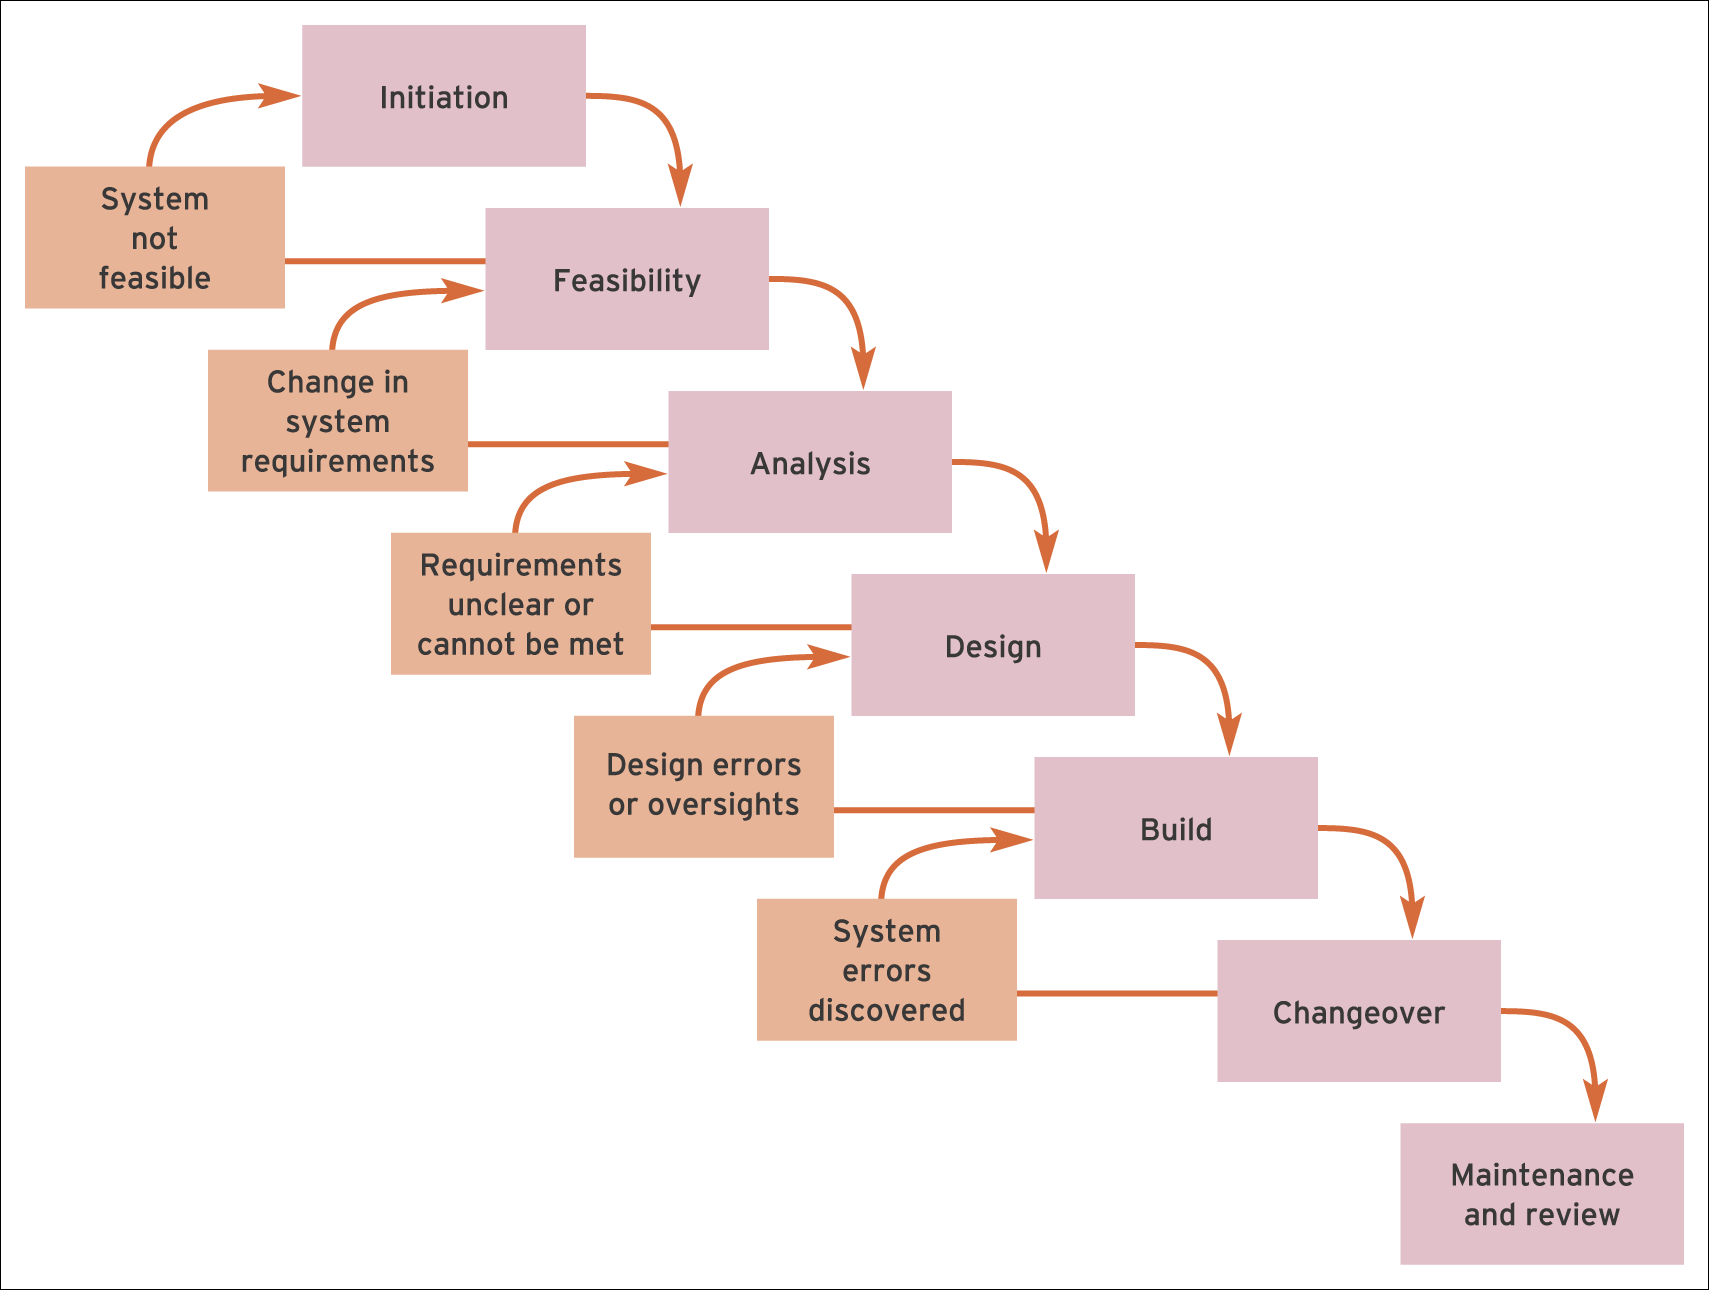 Initiation
System
not
feasible
Feasibility
Change in
system
requirements
Analysis
Requirements
unclear or
cannot be met
Design
Design errors
or oversights
Build
System
errors
discovered
Changeover
Maintenance
and review